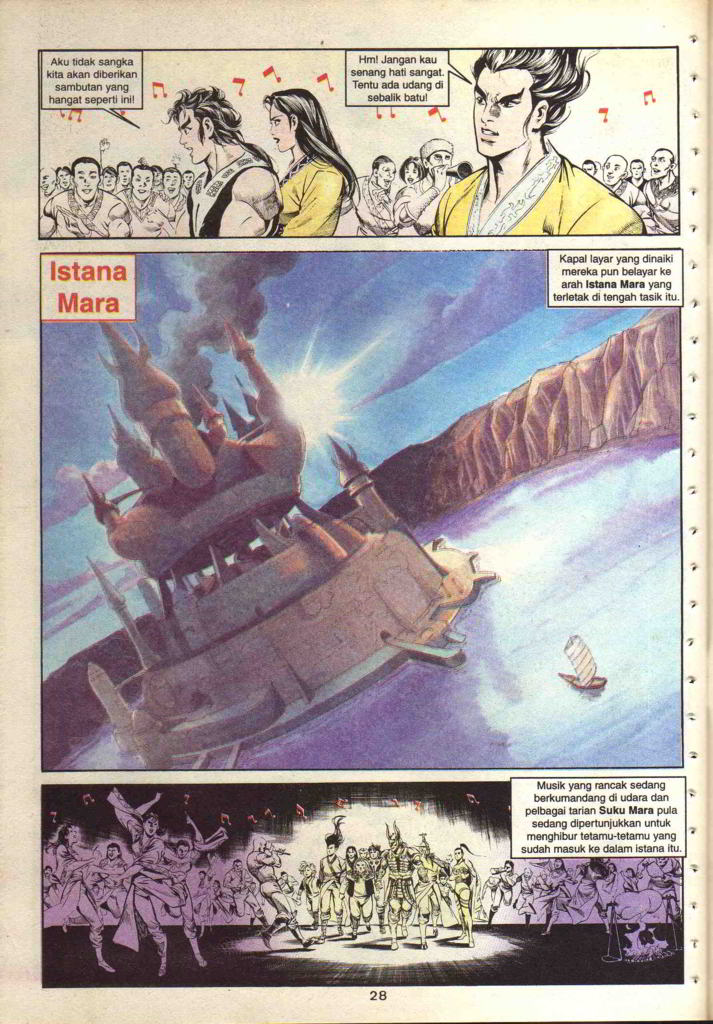 Aku tidak sangka
kita akan diberikan
sambutan yang
hangat seperti ini!
Hm! Jangan kau
senang hati sangat.
Tentu ada udang di
sebalik batu!
Istana
Mara
Kapal layar yang dinaiki
mereka pun belayar ke
arah Istana Mara yang
terletak di tengah tasik itu.
Musik yang rancak sedang
berkumandang di udara dan
pelbagai tarian Suku Mara pula
sedang dipertunjukkan untuk
menghibur tetamu-tetamu yang
sudah masuk ke dalam istana itu.
28